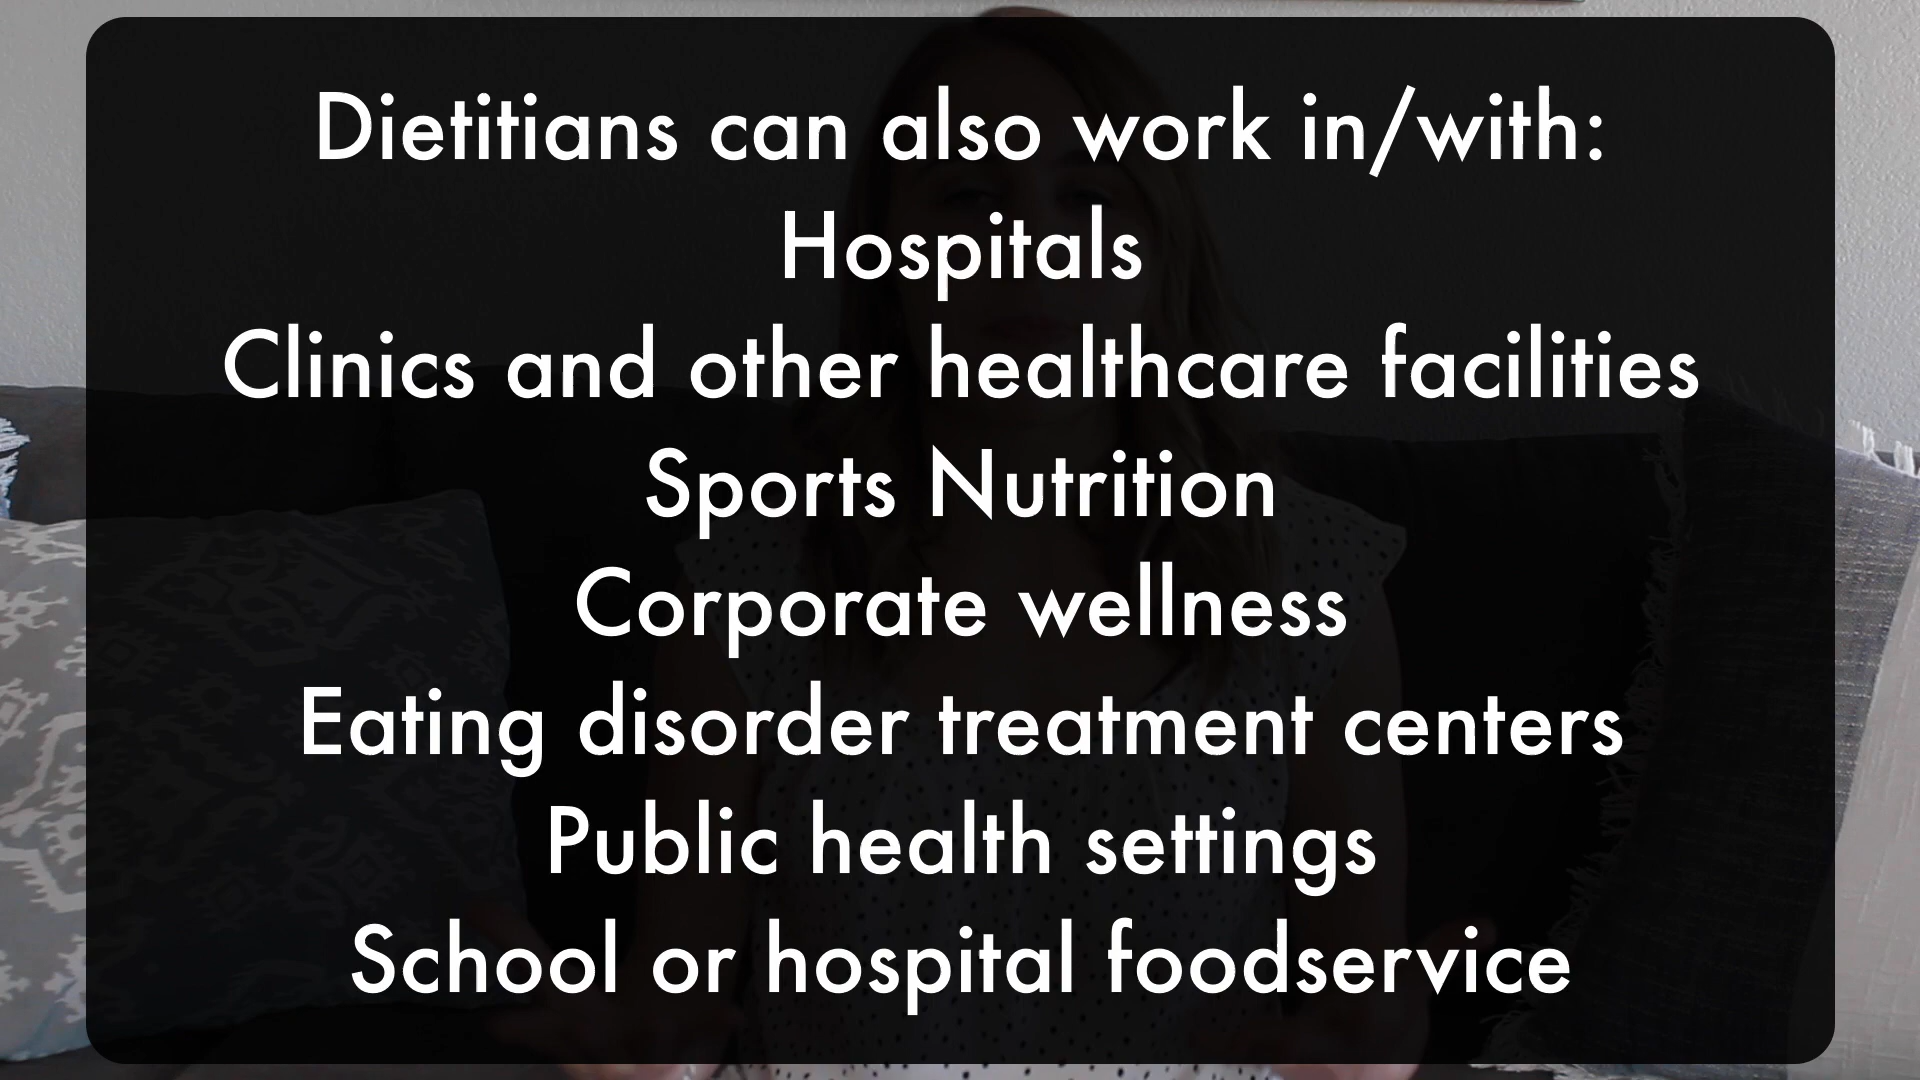 Dietitians can also work in/with:
Hospitals
Clinics and other healthcare facilities
Sports Nutrition
Corporate wellness
Eating disorder treatment centers
Public health settings
School or hospital foodservice